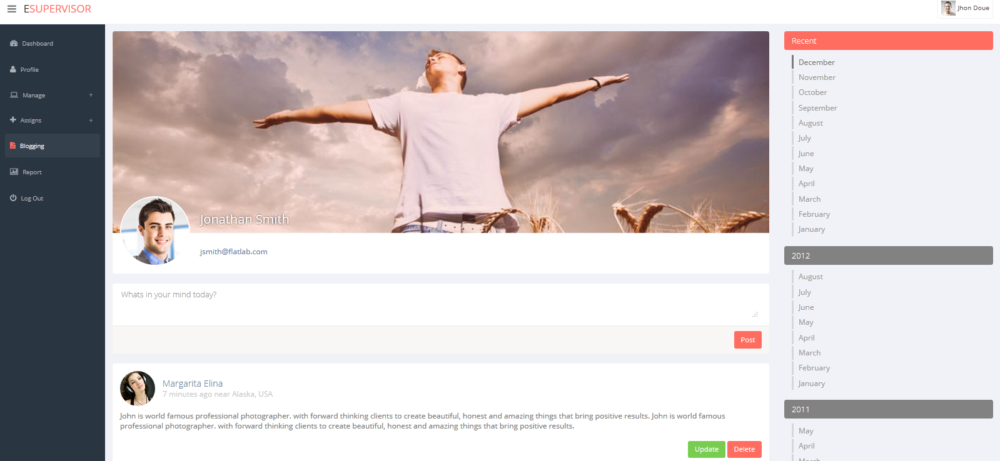 ESUPERVISOR
Jhon Doue
Dashboard
Profile
Manage +
Assigns +
Blogging
Report
Log Out
Jonathan Smith
jsmith@flatlab.com
Whats in your mind today?
Post
Margarita Elina
7 minutes ago near Alaska, USA
John is world famous professional photographer. with forward thinking clients to create beautiful, honest and amazing things that bring positive results. John is world famous
professional photographer. with forward thinking clients to create beautiful, honest and amazing things that bring positive results.
Update Delete
Recent
December
November
October
September
August
July
June
May
April
March
February
January
2012
August
July
June
May
April
March
February
January
2011
May
April
March